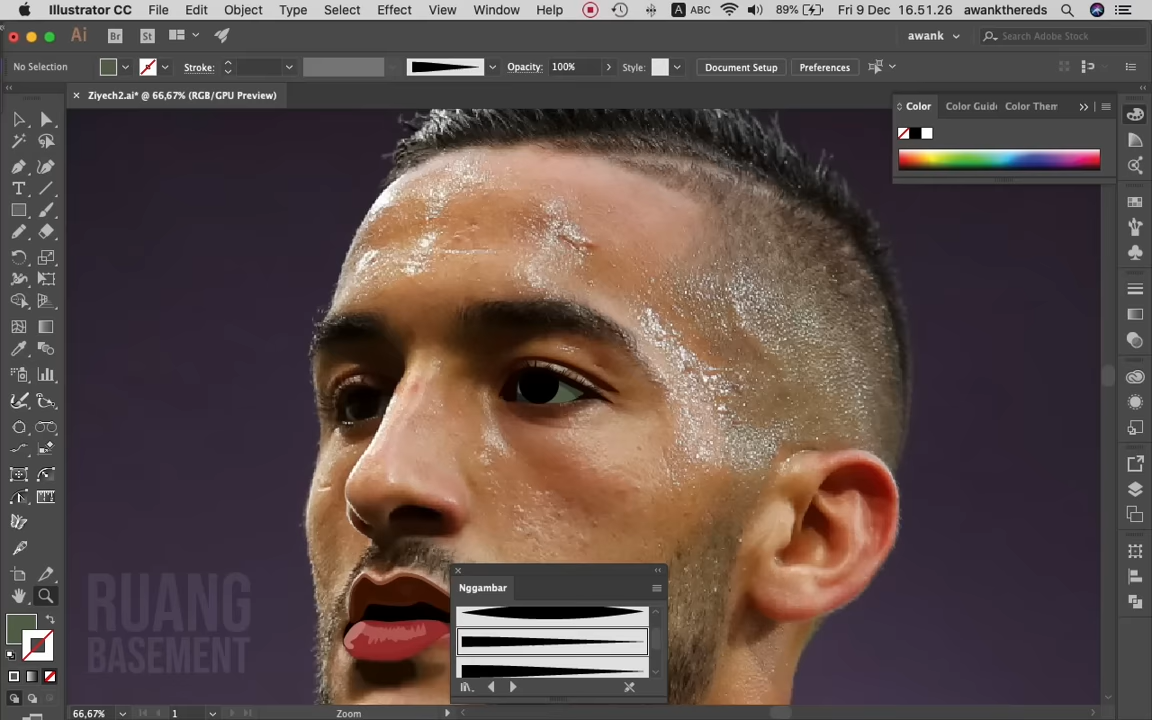 Illustrator CC File Edit Object Type Select Effect View Window Help A ABC 89% Fri 9 Dec 16.51.26 awankthereds
Ai Br St awank Search Adobe Stock
No Selection Stroke: Opacity: 100% Style: Document Setup Preferences
Ziyech2.ai* @ 66,67% (RGB/GPU Preview)
Color Color Guid Color Them
Nggambar
RUANG
BASEMENT
66,67% 1 Zoom